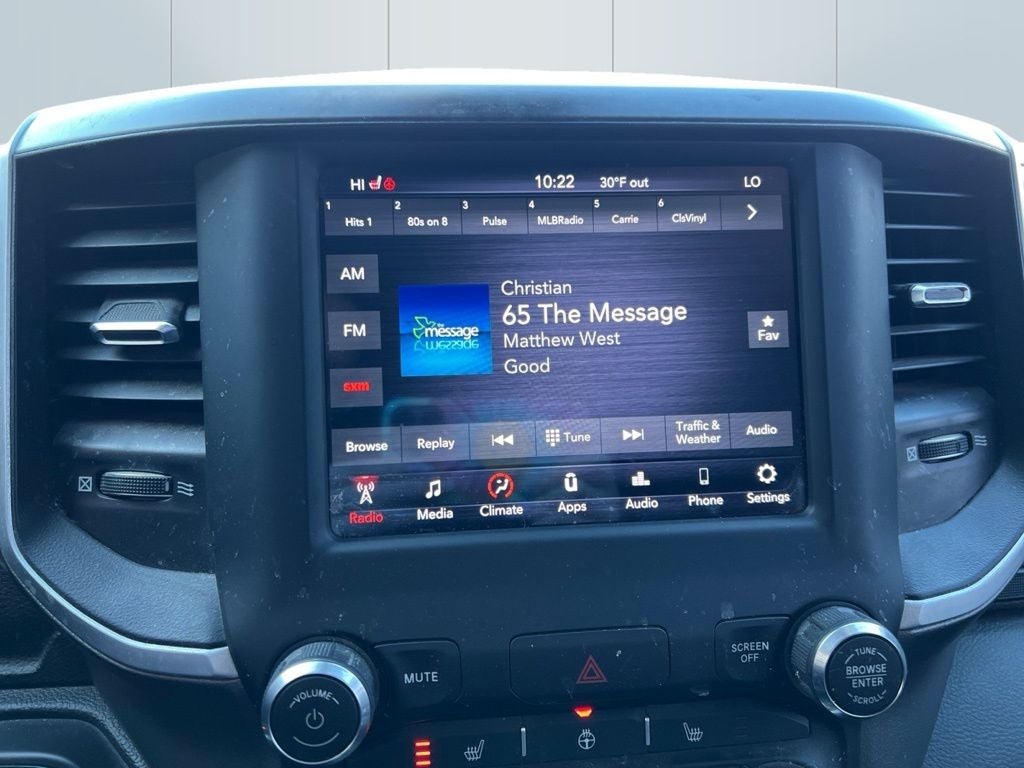 HI 10:22 30°F out LO
1 Hits 1 2 80s on 8 3 Pulse 4 MLBRadio 5 Carrie 6 ClsVinyl
AM
FM
sxm
the
message
Christian
65 The Message
Matthew West
Good
Fav
Browse Replay Tune Traffic & Weather Audio
Radio Media Climate Apps Audio Phone Settings
VOLUME
MUTE
SCREEN
OFF
TUNE
BROWSE
ENTER
SCROLL